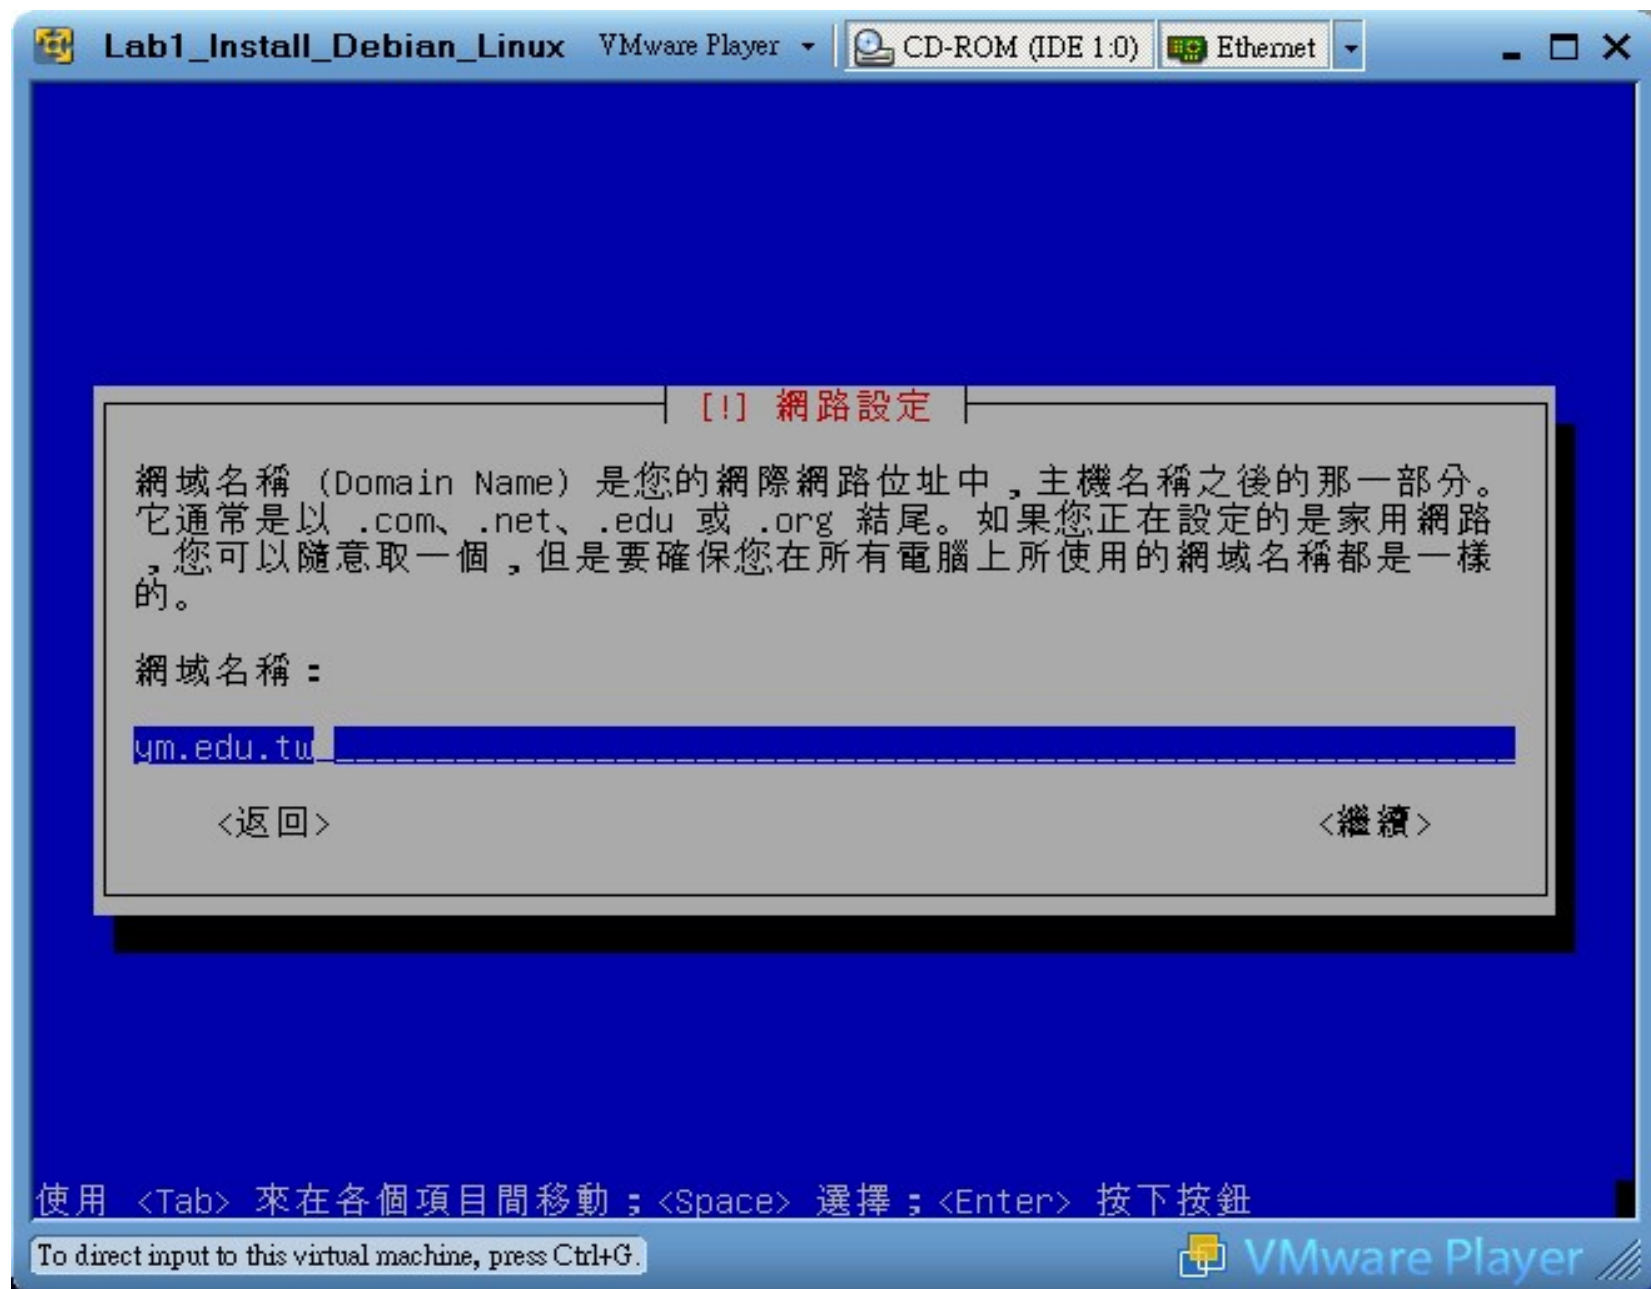 Lab1_Install_Debian_Linux VMware Player CD-ROM (IDE 1:0) Ethernet
[!] 網路設定
網域名稱 (Domain Name) 是您的網際網路位址中，主機名稱之後的那一部分。
它通常是以 .com、.net、.edu 或 .org 結尾。如果您正在設定的是家用網路
，您可以隨意取一個，但是要確保您在所有電腦上所使用的網域名稱都是一樣
的。
網域名稱：
ym.edu.tw
<返回> <繼續>
使用 <Tab> 來在各個項目間移動；<Space> 選擇；<Enter> 按下按鈕
To direct input to this virtual machine, press Ctrl+G. VMware Player